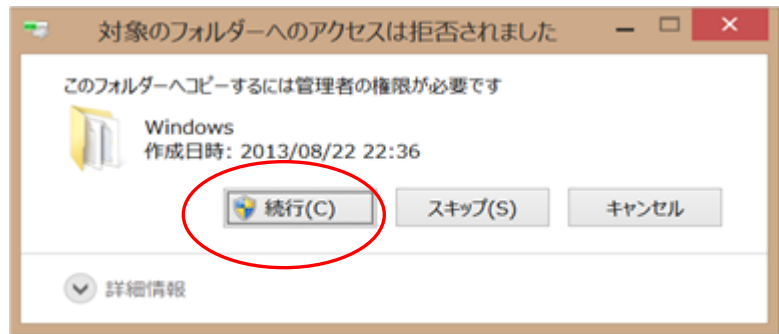 対象のフォルダーへのアクセスは拒否されました
このフォルダーへコピーするには管理者の権限が必要です
Windows
作成日時: 2013/08/22 22:36
続行(C) スキップ(S) キャンセル
詳細情報